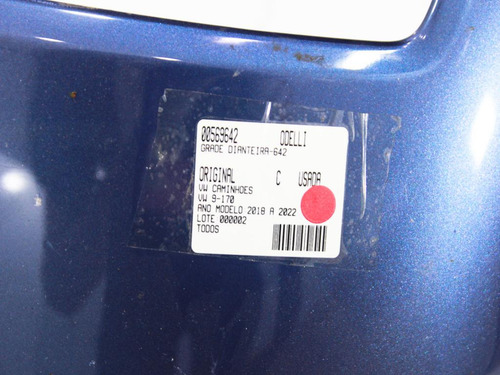 00569642 ODELLI
GRADE DIANTEIRA-642
ORIGINAL C USADA
VW CAMINHOES
VW 9-170
ANO MODELO 2018 A 2022
LOTE 000002
TODOS